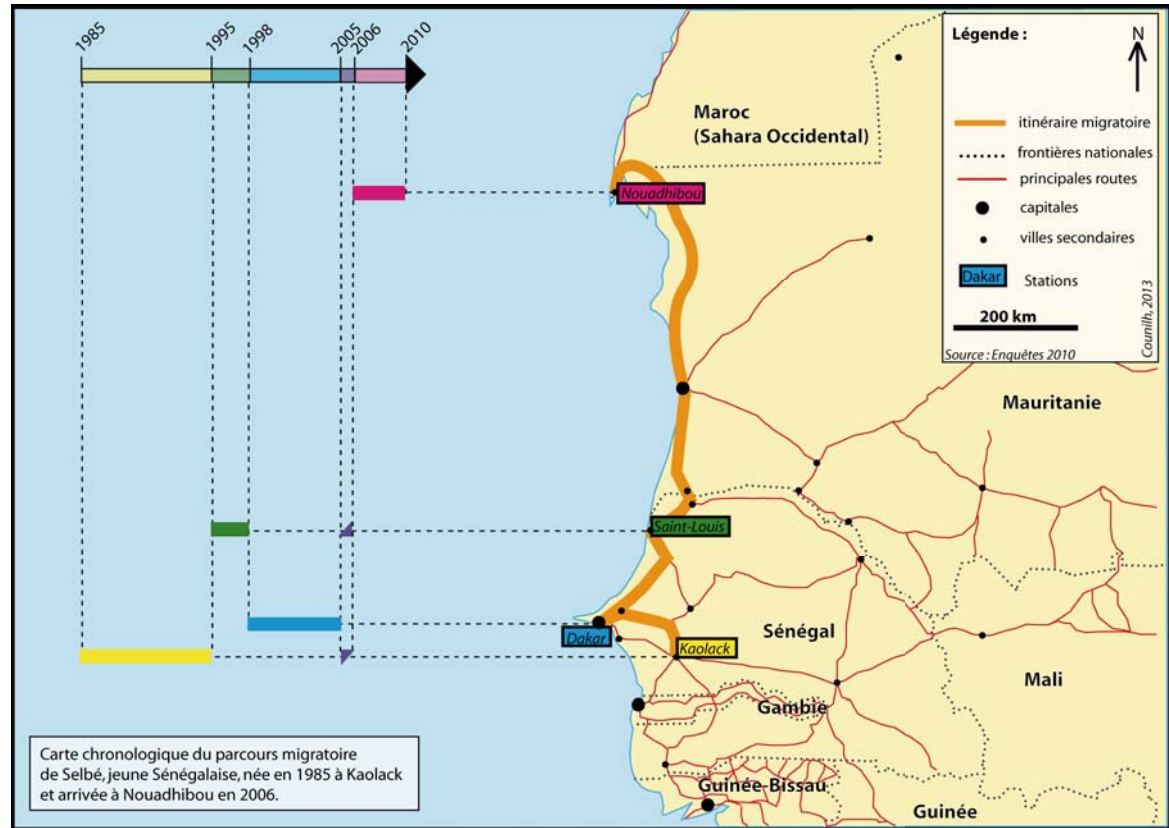 1985
1995
1998
2005
2006
2010
Légende :
N
itinéraire migratoire
frontières nationales
principales routes
capitales
villes secondaires
Dakar
Stations
200 km
Source : Enquêtes 2010
Counilh, 2013
Maroc
(Sahara Occidental)
Nouadhibou
Mauritanie
Saint-Louis
Dakar
Kaolack
Sénégal
Mali
Gambie
Guinée-Bissau
Guinée
Carte chronologique du parcours migratoire
de Selbé, jeune Sénégalaise, née en 1985 à Kaolack
et arrivée à Nouadhibou en 2006.